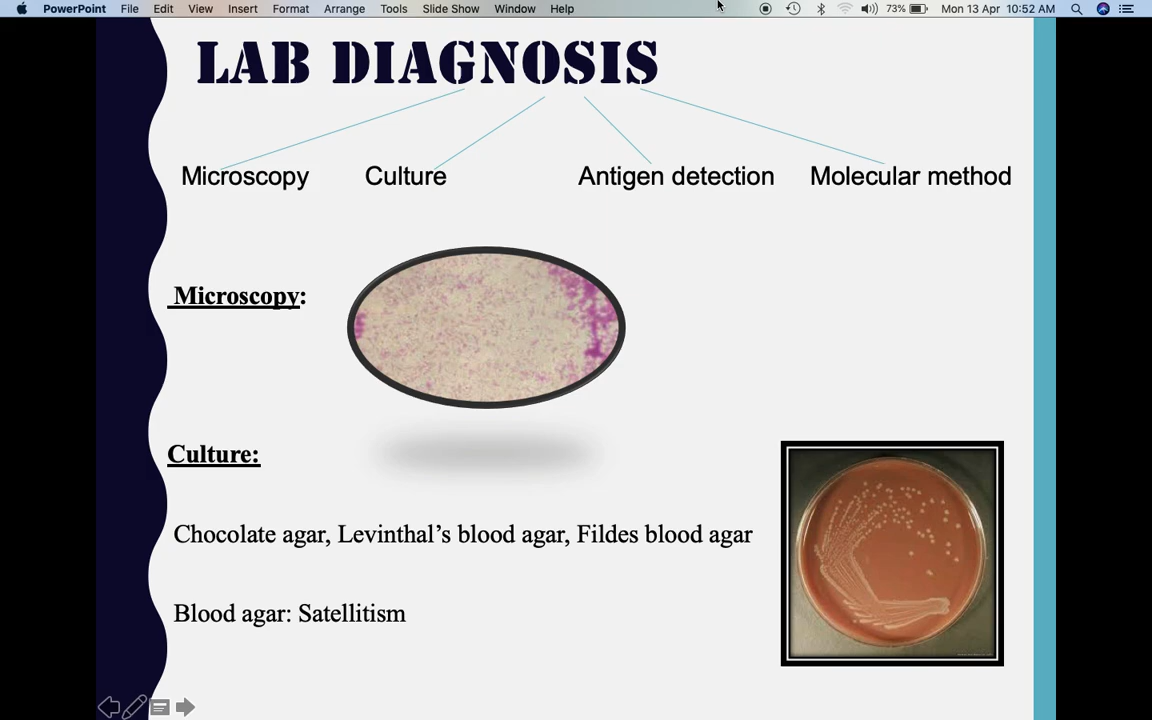 PowerPoint File Edit View Insert Format Arrange Tools Slide Show Window Help 73% Mon 13 Apr 10:52 AM
LAB DIAGNOSIS
Microscopy Culture Antigen detection Molecular method
Microscopy:
Culture:
Chocolate agar, Levinthal’s blood agar, Fildes blood agar
Blood agar: Satellitism